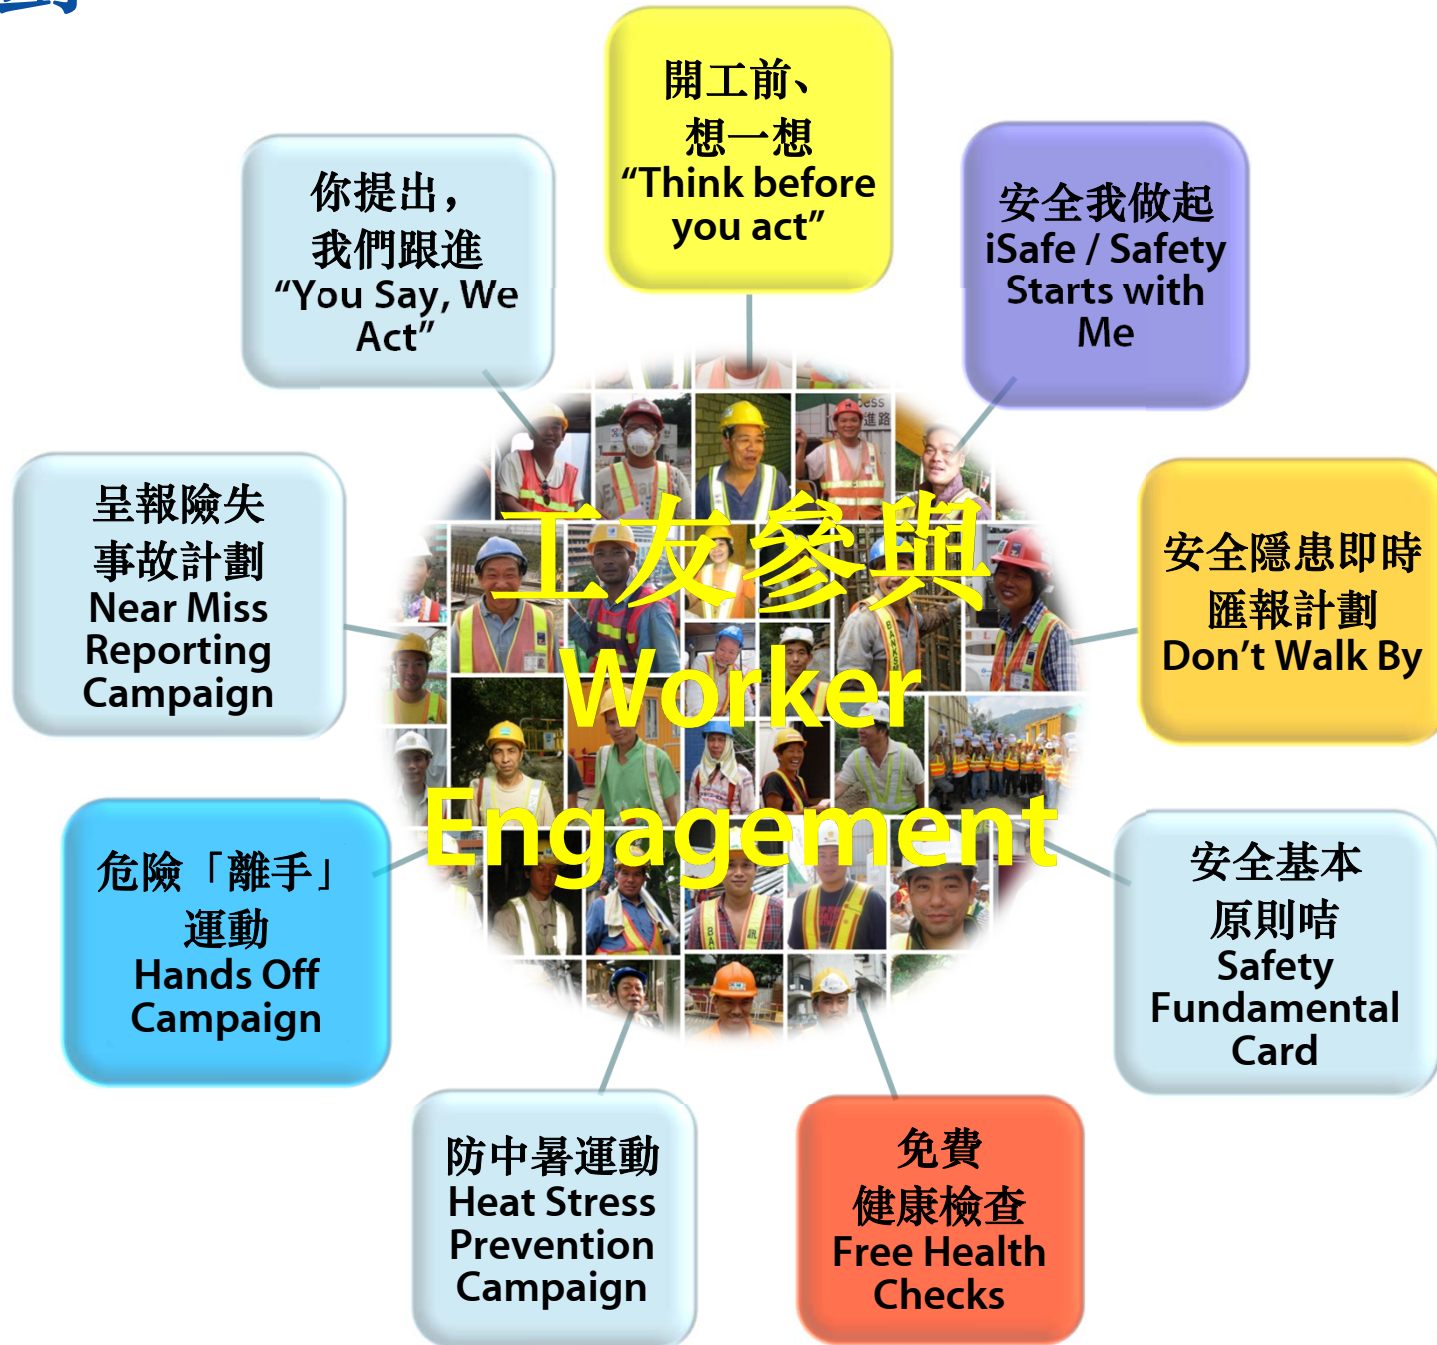 開工前、
想一想
“Think before
you act”
你提出，
我們跟進
“You Say, We
Act”
安全我做起
iSafe / Safety
Starts with
Me
呈報險失
事故計劃
Near Miss
Reporting
Campaign
工友參與
Worker
Engagement
安全隱患即時
匯報計劃
Don’t Walk By
危險「離手」
運動
Hands Off
Campaign
安全基本
原則咭
Safety
Fundamental
Card
防中暑運動
Heat Stress
Prevention
Campaign
免費
健康檢查
Free Health
Checks